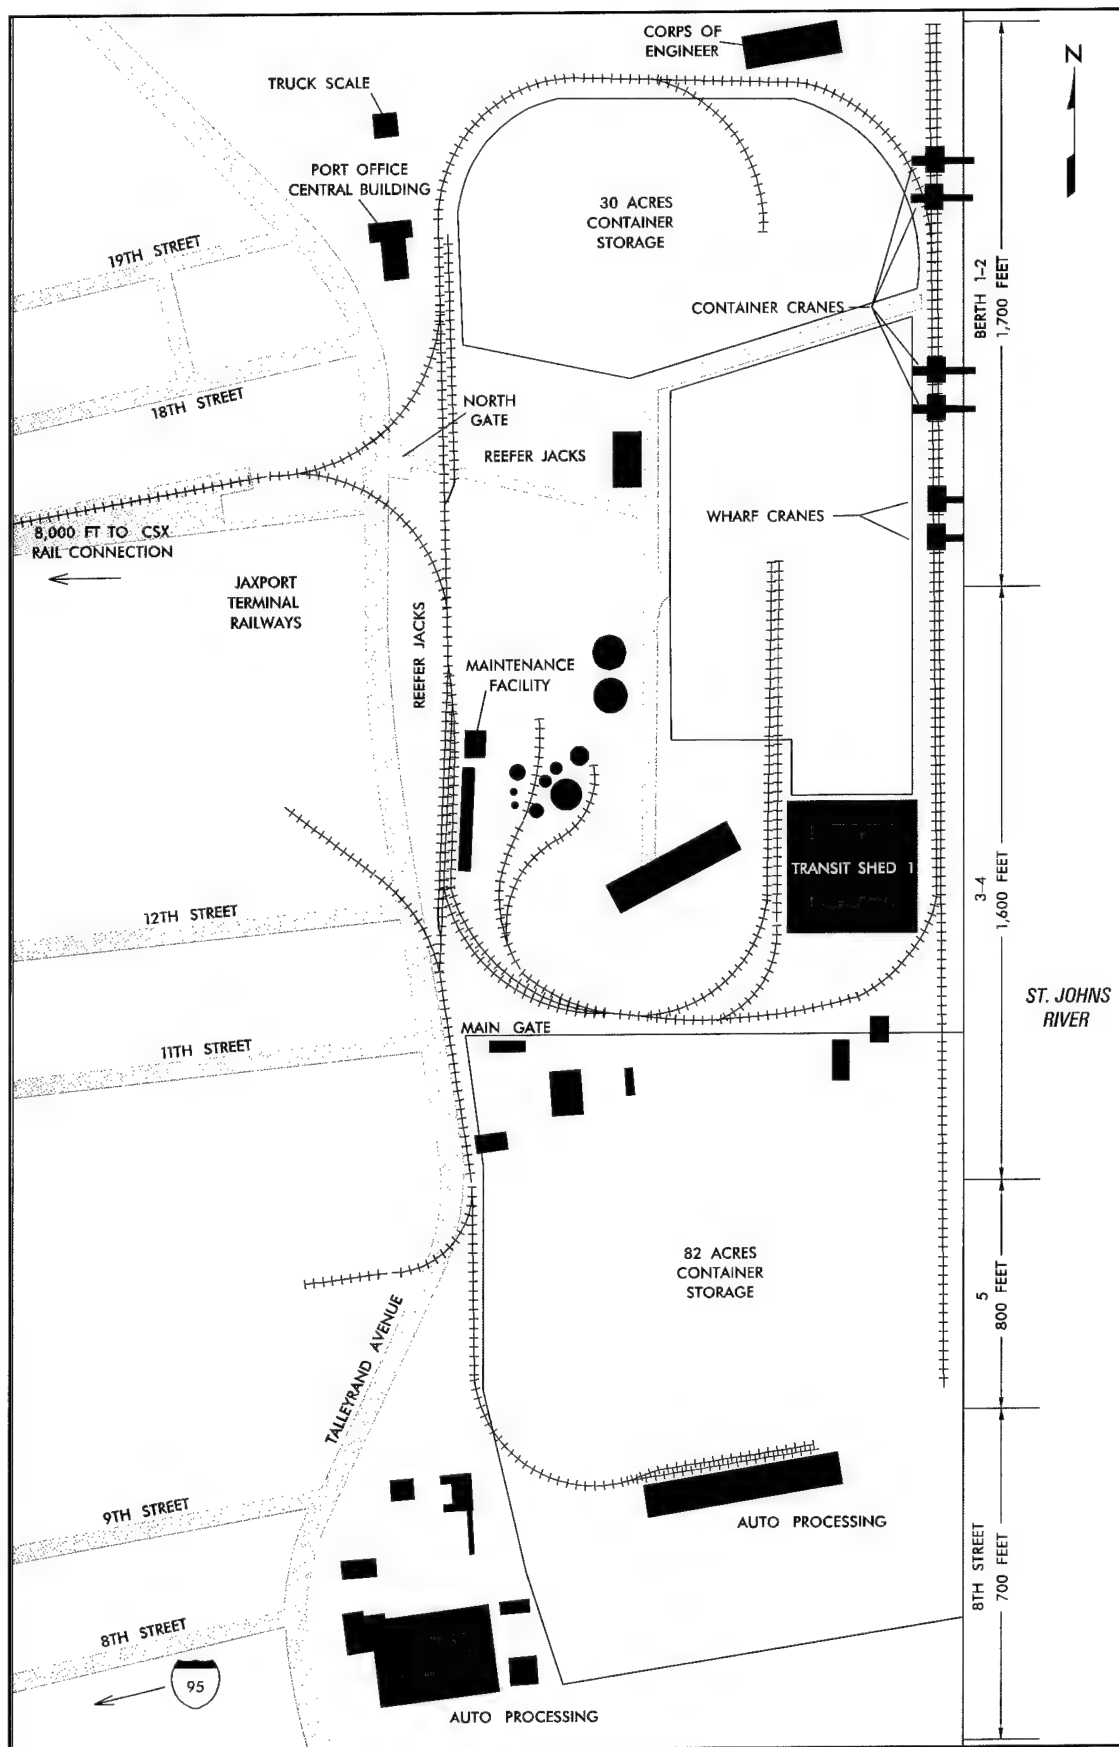 CORPS OF
ENGINEER
N
TRUCK SCALE
PORT OFFICE
CENTRAL BUILDING
30 ACRES
CONTAINER
STORAGE
19TH STREET
CONTAINER CRANES
BERTH 1-2
1,700 FEET
18TH STREET
NORTH
GATE
REEFER JACKS
WHARF CRANES
8,000 FT TO CSX
RAIL CONNECTION
JAXPORT
TERMINAL
RAILWAYS
REEFER JACKS
MAINTENANCE
FACILITY
TRANSIT SHED 1
3-4
1,600 FEET
12TH STREET
ST. JOHNS
RIVER
MAIN GATE
11TH STREET
82 ACRES
CONTAINER
STORAGE
5
800 FEET
TALLEYRAND AVENUE
9TH STREET
AUTO PROCESSING
8TH STREET
700 FEET
8TH STREET
95
AUTO PROCESSING